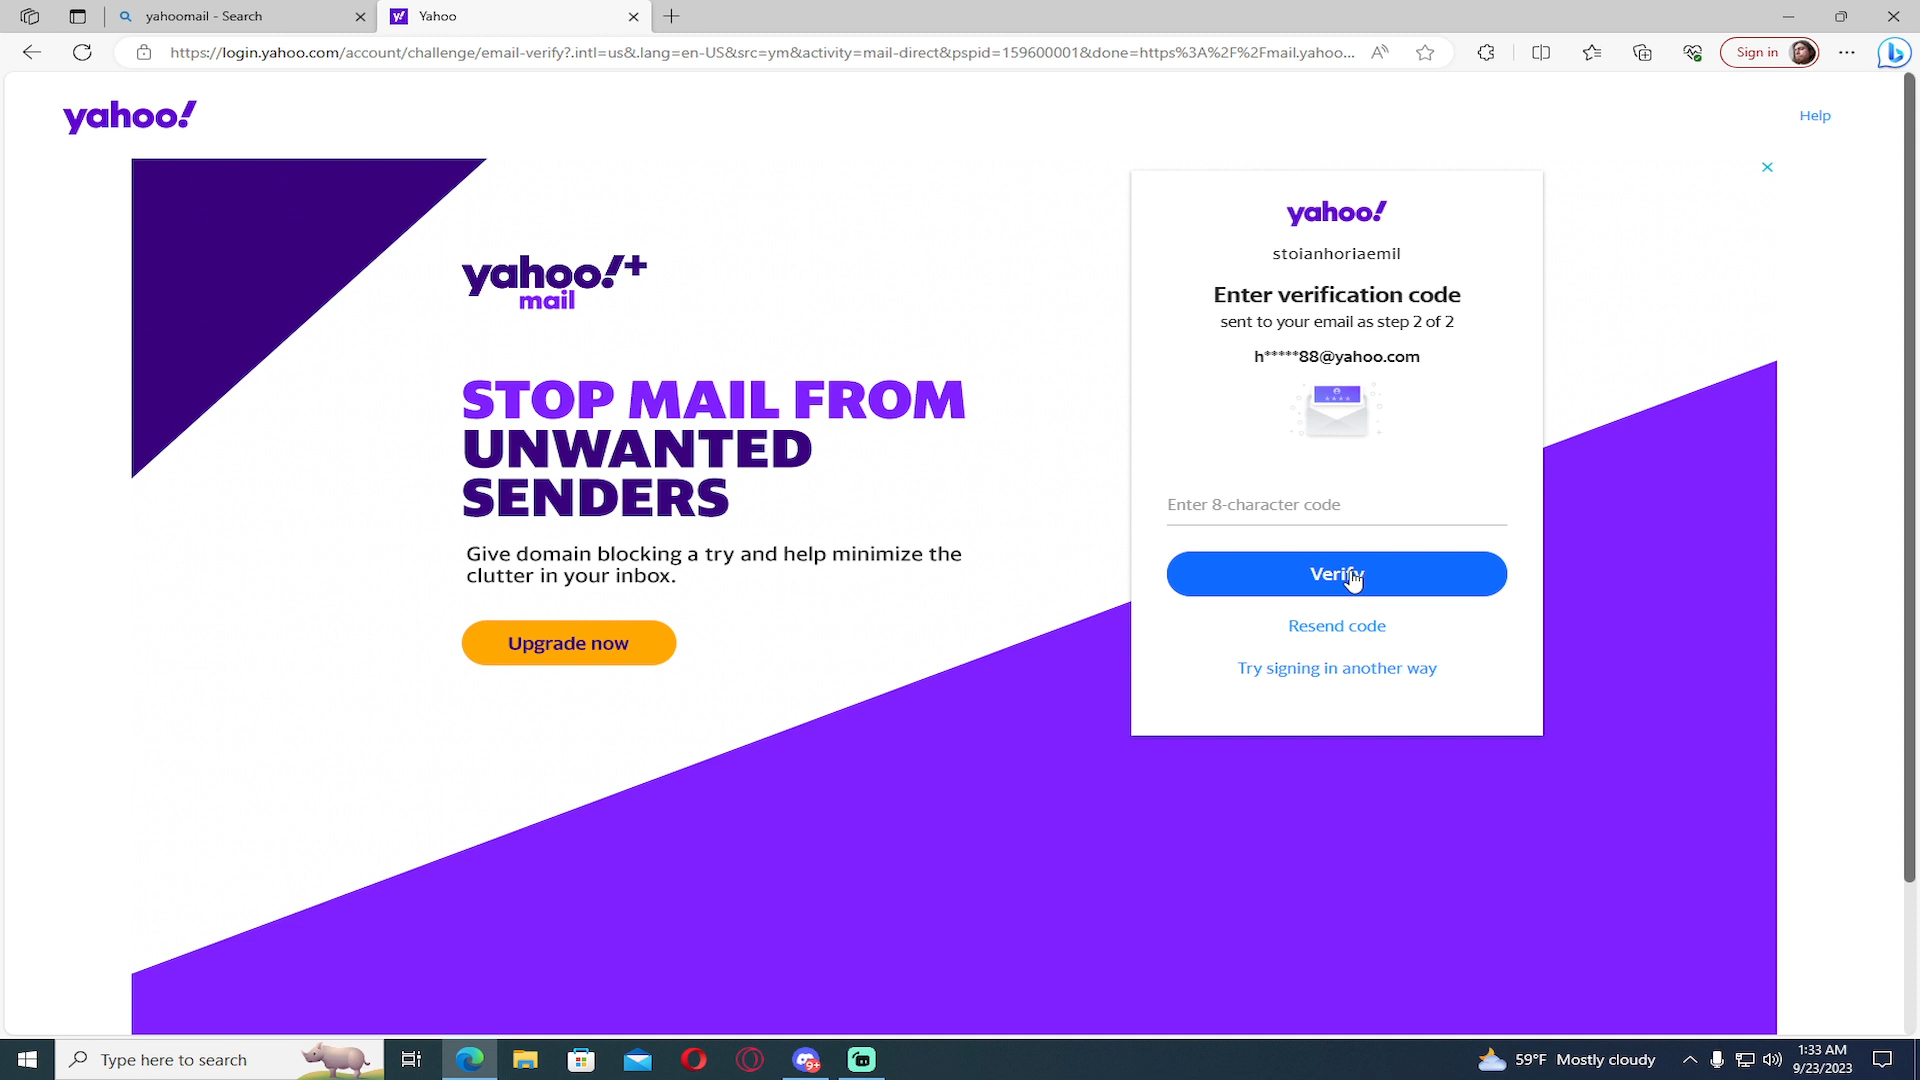 yahoomail - Search
Yahoo
https://login.yahoo.com/account/challenge/email-verify?.intl=us&.lang=en-US&src=ym&activity=mail-direct&pspid=159600001&done=https%3A%2F%2Fmail.yahoo...
Sign in
yahoo!
Help
yahoo!+
mail
STOP MAIL FROM
UNWANTED
SENDERS
Give domain blocking a try and help minimize the
clutter in your inbox.
Upgrade now
yahoo!
stoianhoriaemil
Enter verification code
sent to your email as step 2 of 2
h*****88@yahoo.com
Enter 8-character code
Verify
Resend code
Try signing in another way
Type here to search
9+
59°F Mostly cloudy
1:33 AM
9/23/2023